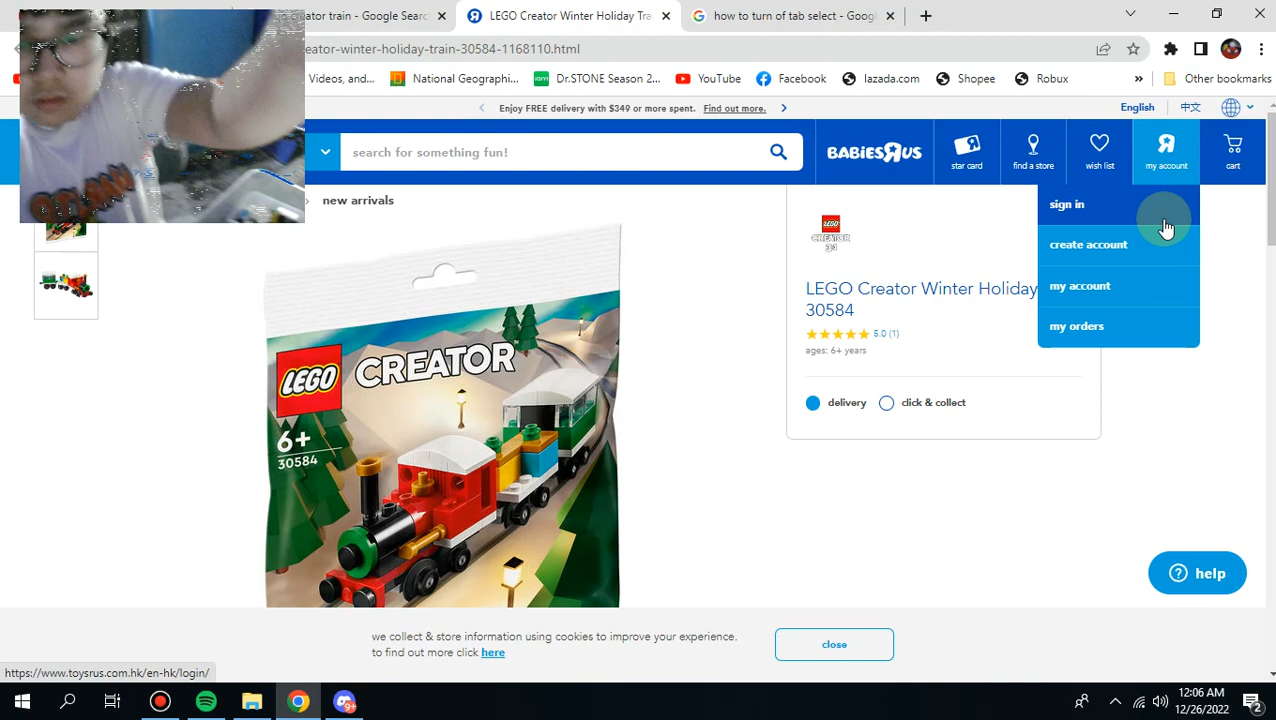 eator train - Google Searc
LEGO Creator Winter Holiday Tra
how to turn of tab select - Google
eator-winter-holiday-train-30584-1168110.html
Videos, and...
National Geographi...
Dr.STONE Season 2...
YouTube
Facebook
lazada.com
Shopee
Robux
Other bookmarks
Enjoy FREE delivery with $349 or more spent. Find out more.
English
中文
search for something fun!
BABIESRUS
star card
find a store
wish list
my account
cart
new arrivals
sign in
create account
my account
my orders
LEGO
CREATOR
3in1
LEGO Creator Winter Holiday
30584
5.0 (1)
ages: 6+ years
delivery
click & collect
LEGO
CREATOR
6+
30584
help
we collect & store information using cookies to improve your experience.
to find out more click here
close
https://www.toysrus.com.hk/en-hk/login/
9+
12:06 AM
12/26/2022
2